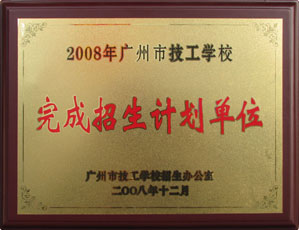 2008年广州市技工学校
完成招生计划单位
广州市技工学校招生办公室
二〇〇八年十二月